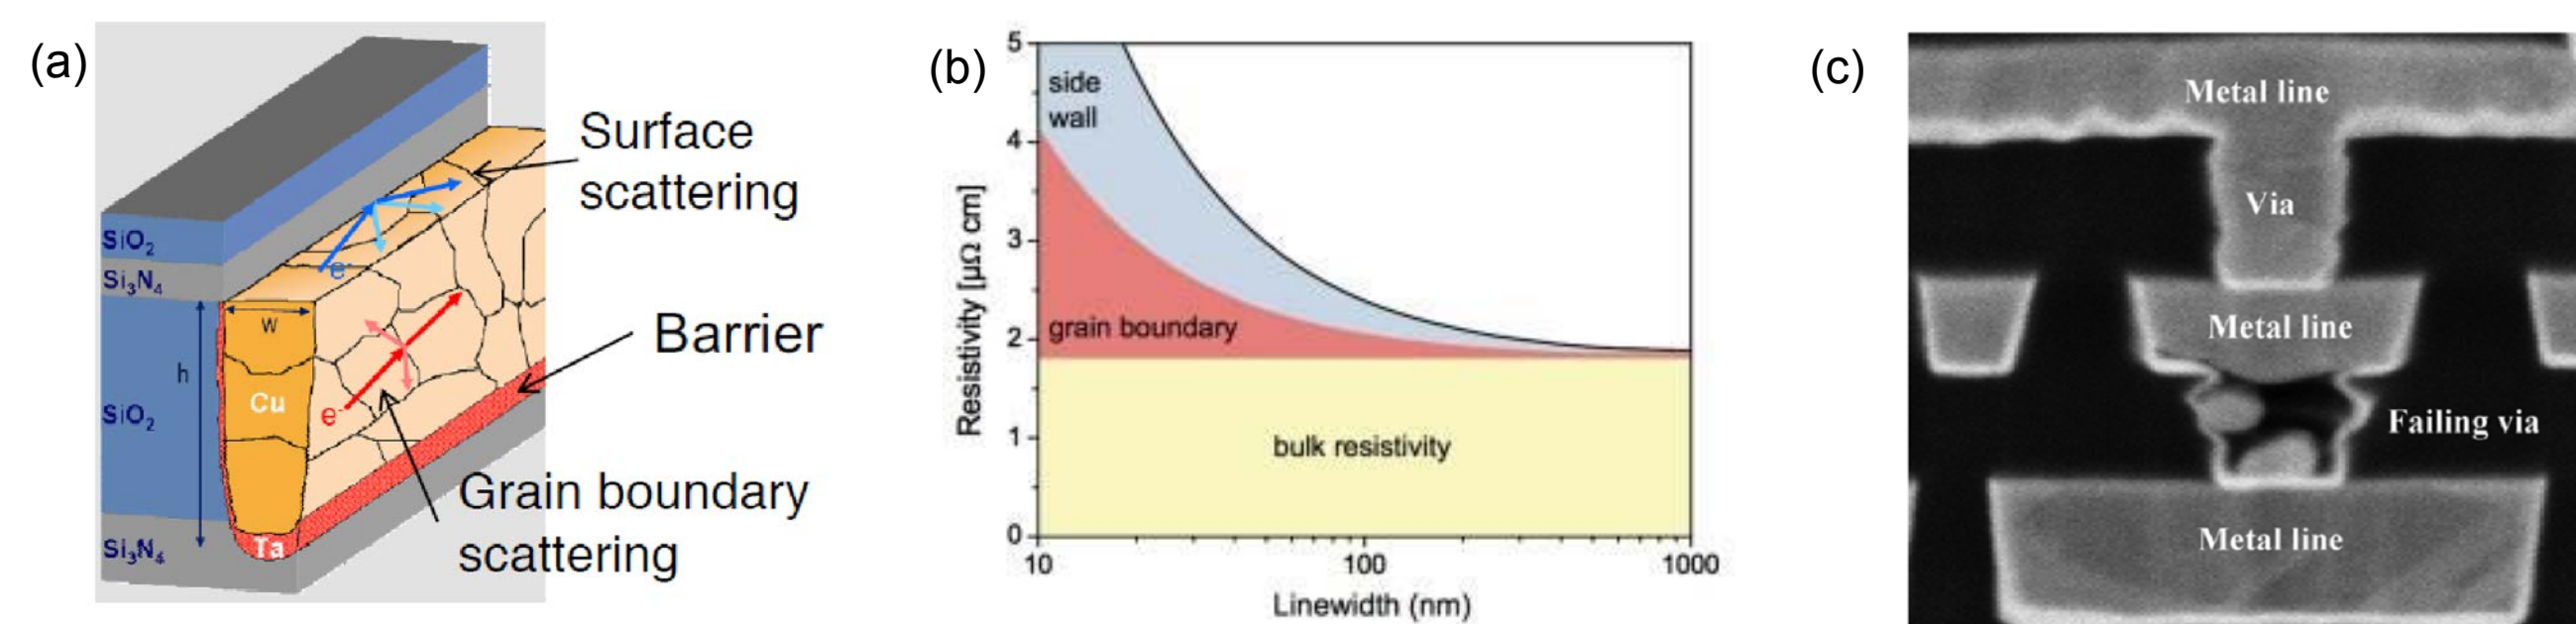 (a)
SiO2
Si3N4
w
h
Cu
SiO2
Si3N4
Ta
e-
e-
Surface
scattering
Barrier
Grain boundary
scattering
(b)
Resistivity [μΩ cm]
5
4
3
2
1
0
side
wall
grain boundary
bulk resistivity
10
100
1000
Linewidth (nm)
(c)
Metal line
Via
Metal line
Failing via
Metal line